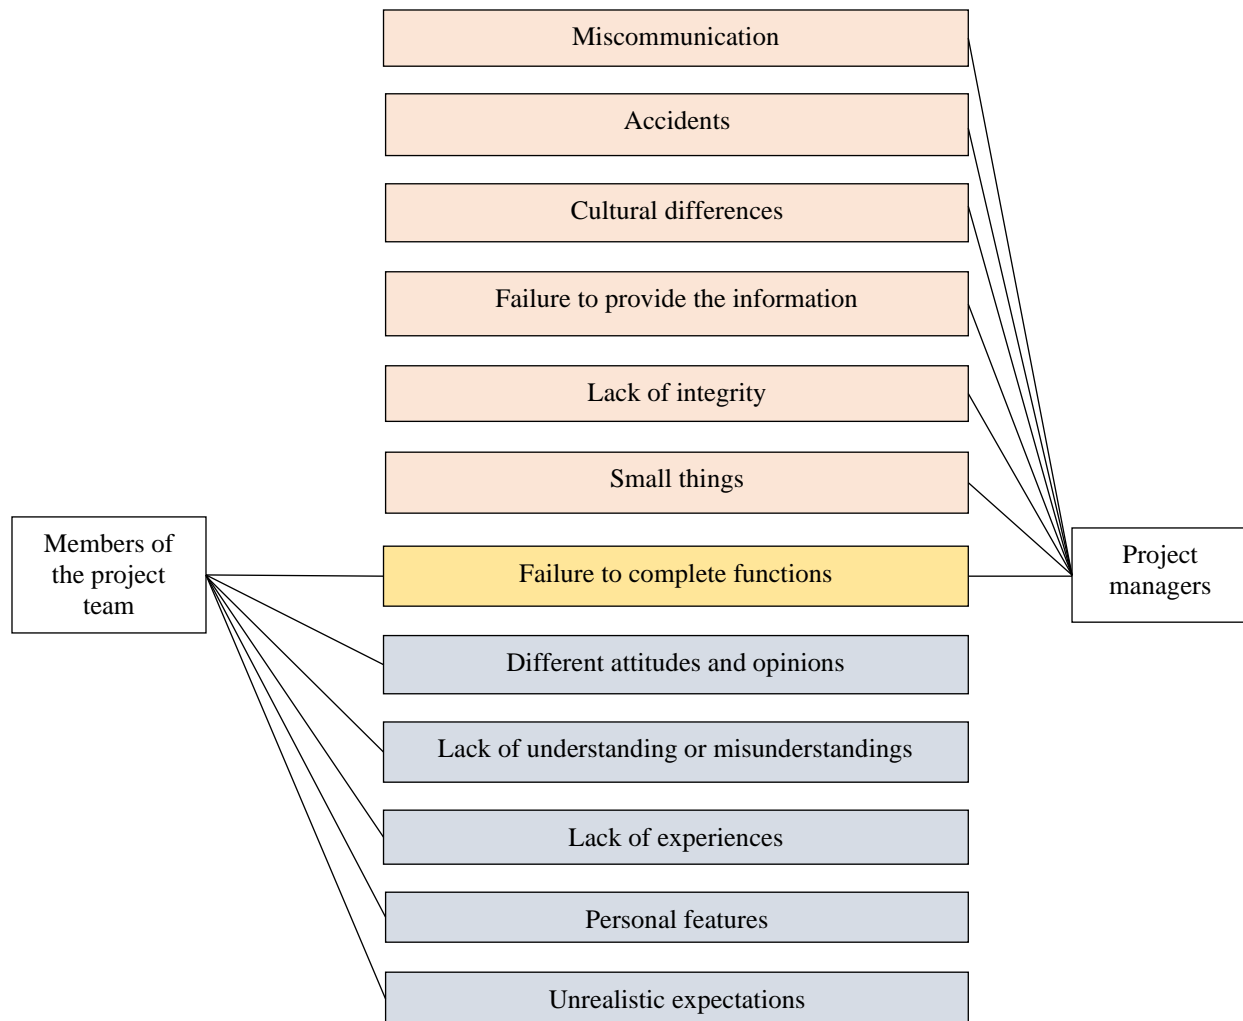 Miscommunication
Accidents
Cultural differences
Failure to provide the information
Lack of integrity
Small things
Members of
the project
team
Failure to complete functions
Project
managers
Different attitudes and opinions
Lack of understanding or misunderstandings
Lack of experiences
Personal features
Unrealistic expectations